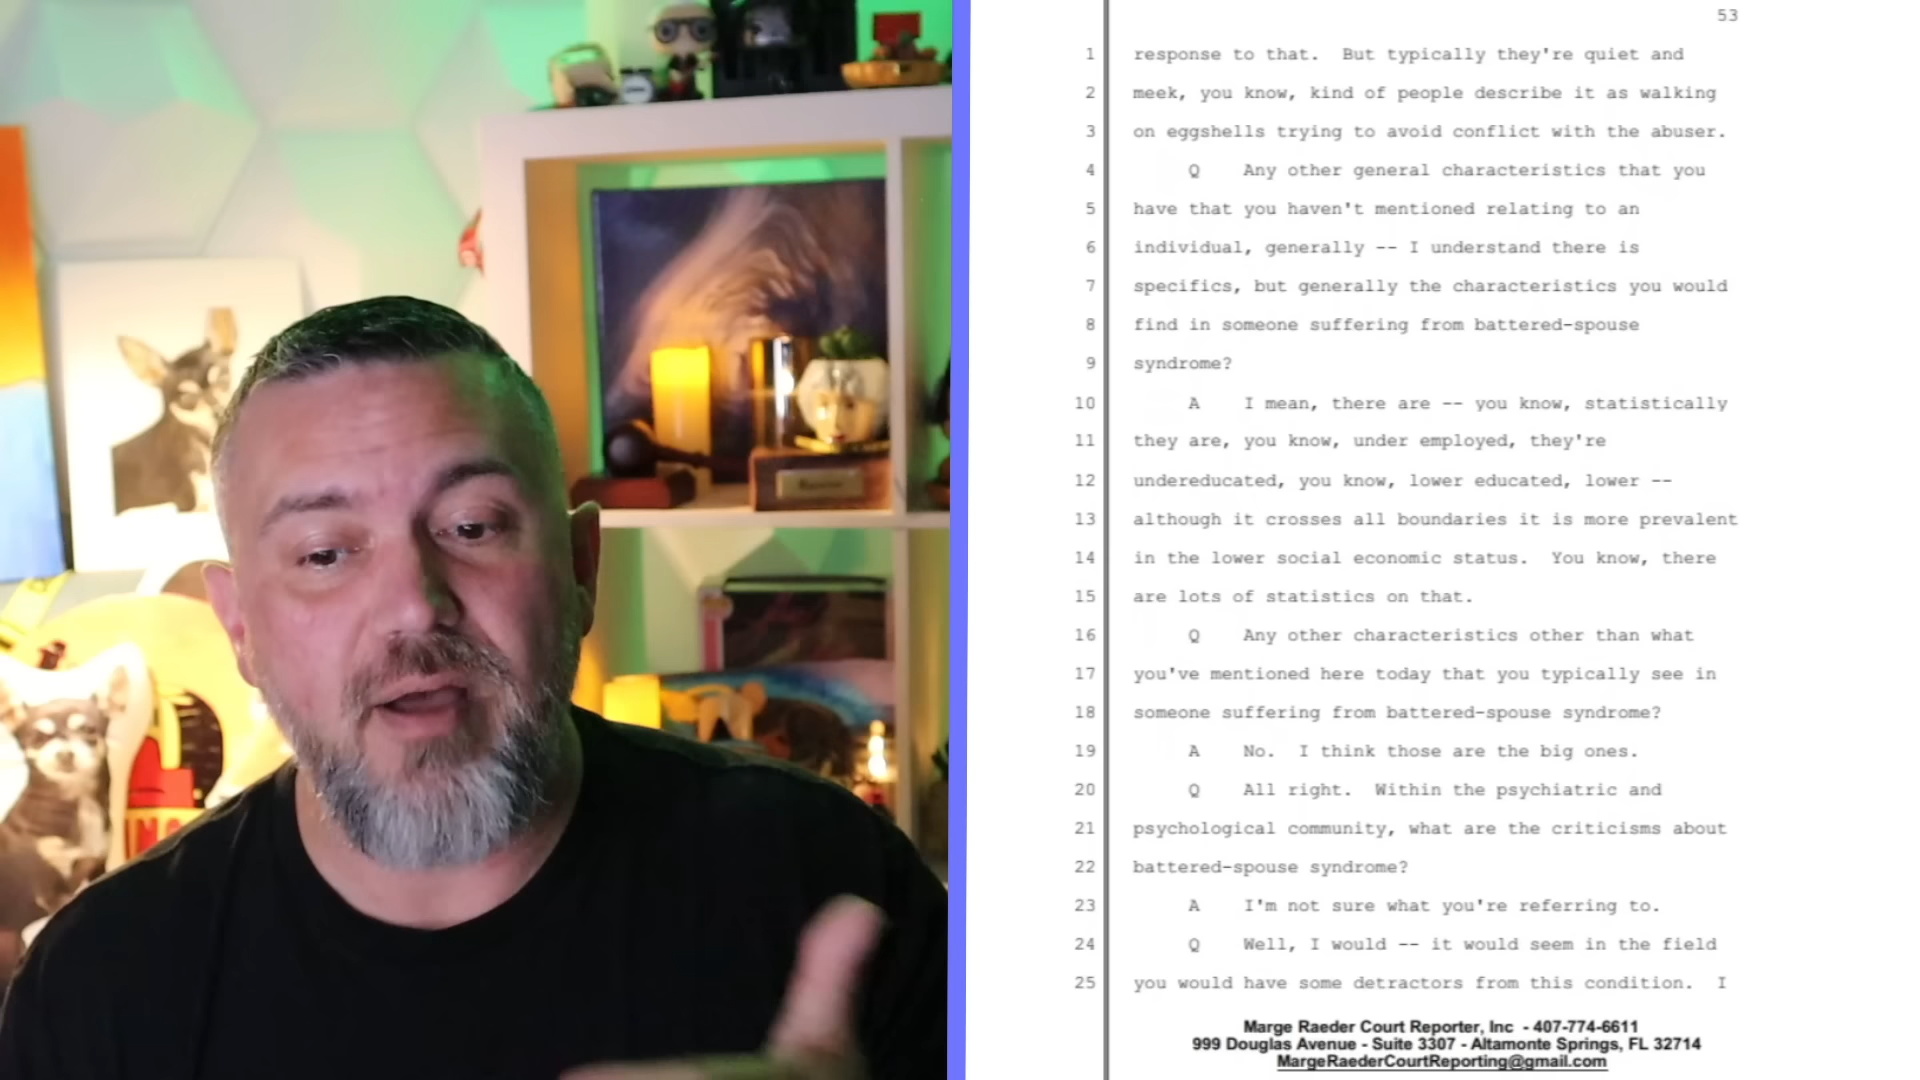 53
1 response to that. But typically they're quiet and
2 meek, you know, kind of people describe it as walking
3 on eggshells trying to avoid conflict with the abuser.
4 Q Any other general characteristics that you
5 have that you haven't mentioned relating to an
6 individual, generally -- I understand there is
7 specifics, but generally the characteristics you would
8 find in someone suffering from battered-spouse
9 syndrome?
10 A I mean, there are -- you know, statistically
11 they are, you know, under employed, they're
12 undereducated, you know, lower educated, lower --
13 although it crosses all boundaries it is more prevalent
14 in the lower social economic status. You know, there
15 are lots of statistics on that.
16 Q Any other characteristics other than what
17 you've mentioned here today that you typically see in
18 someone suffering from battered-spouse syndrome?
19 A No. I think those are the big ones.
20 Q All right. Within the psychiatric and
21 psychological community, what are the criticisms about
22 battered-spouse syndrome?
23 A I'm not sure what you're referring to.
24 Q Well, I would -- it would seem in the field
25 you would have some detractors from this condition. I
Marge Raeder Court Reporter, Inc - 407-774-6611
999 Douglas Avenue - Suite 3307 - Altamonte Springs, FL 32714
MargeRaederCourtReporting@gmail.com